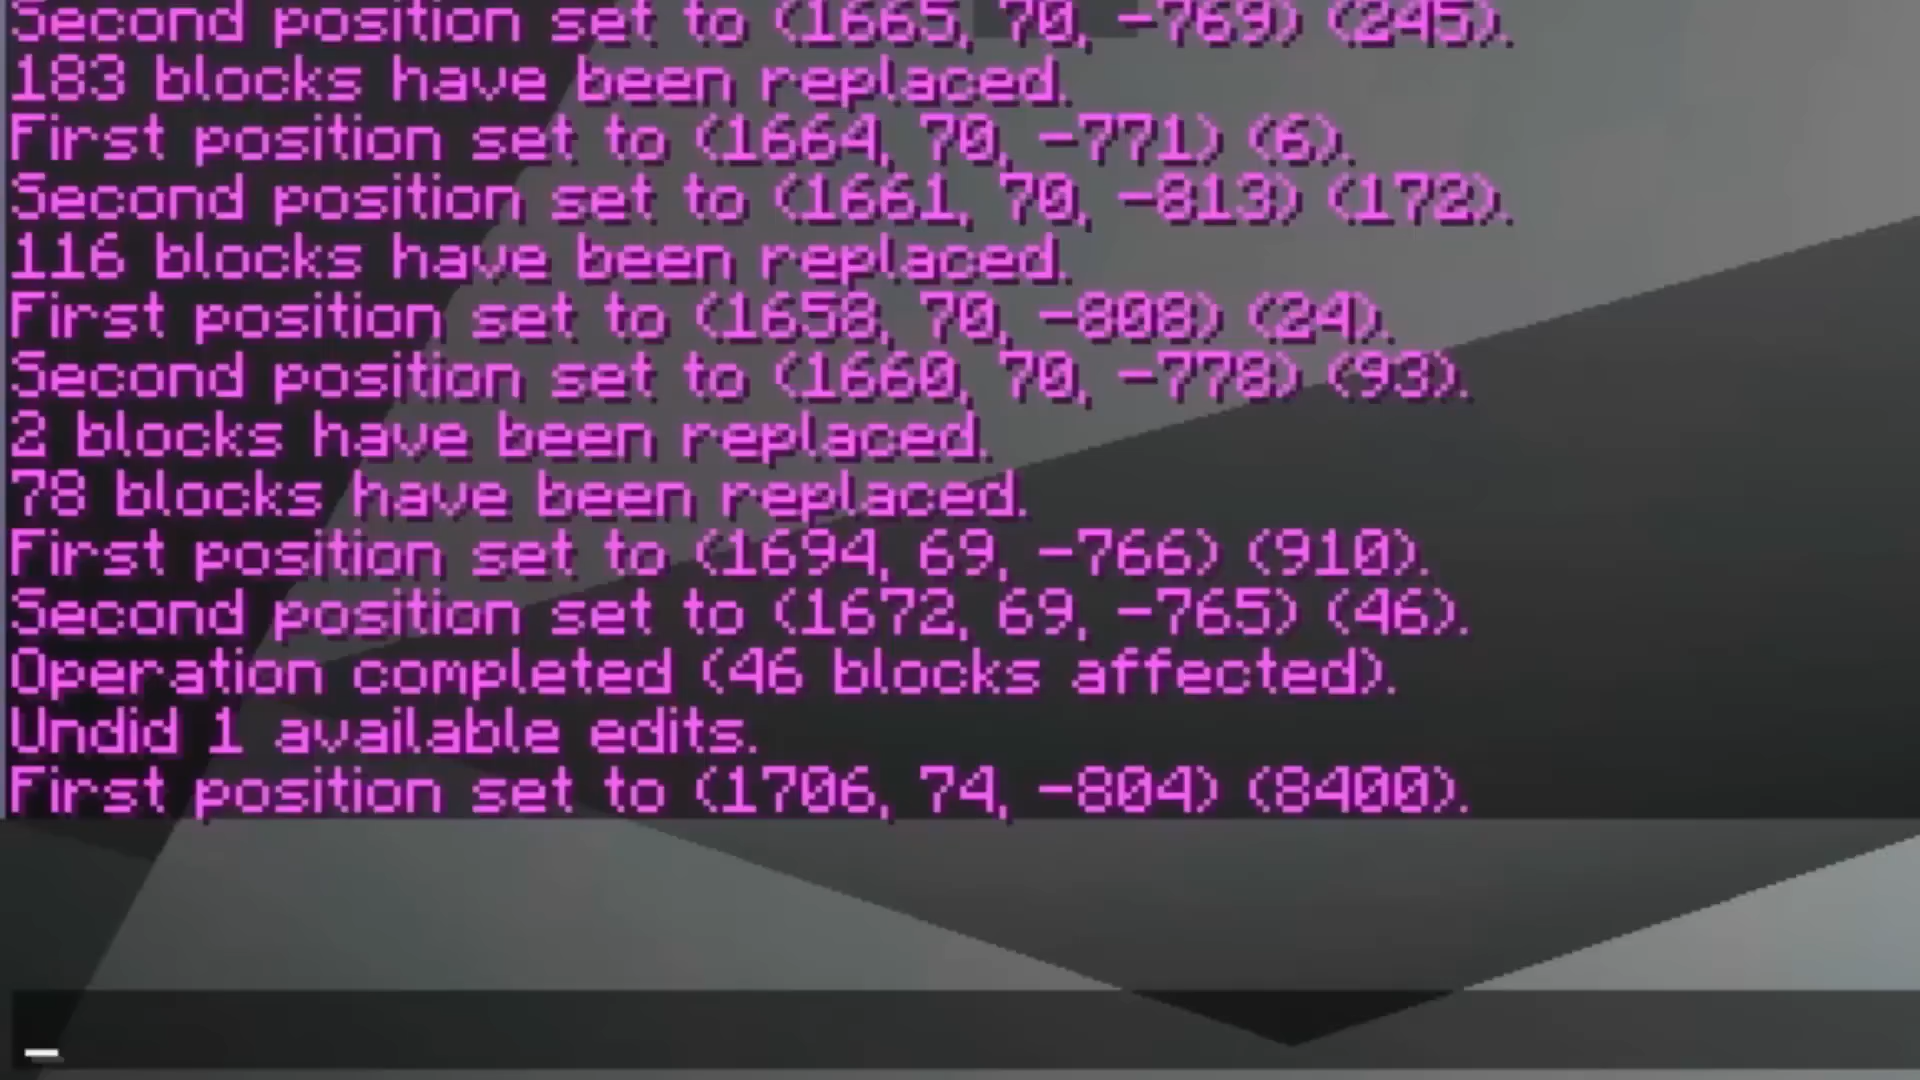 Second position set to (1665, 70, -769) (245).
183 blocks have been replaced.
First position set to (1664, 70, -771) (6).
Second position set to (1661, 70, -813) (172).
116 blocks have been replaced.
First position set to (1658, 70, -808) (24).
Second position set to (1660, 70, -778) (93).
2 blocks have been replaced.
78 blocks have been replaced.
First position set to (1694, 69, -766) (910).
Second position set to (1672, 69, -765) (46).
Operation completed (46 blocks affected).
Undid 1 available edits.
First position set to (1706, 74, -804) (8400).
_